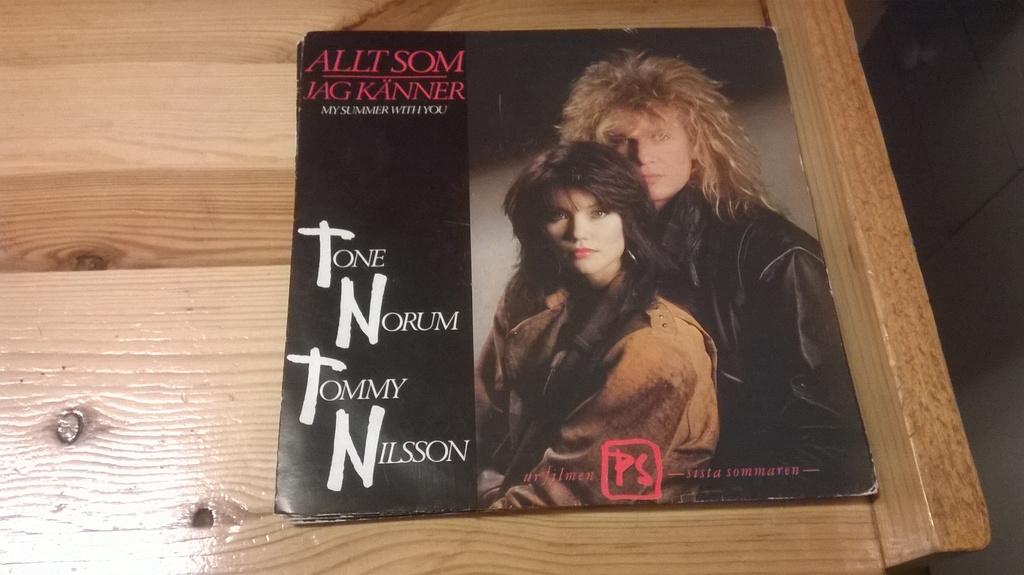 ALLT SOM
JAG KÄNNER
MY SUMMER WITH YOU
TONE
NORUM
TOMMY
NILSSON
ur filmen PS — sista sommaren —